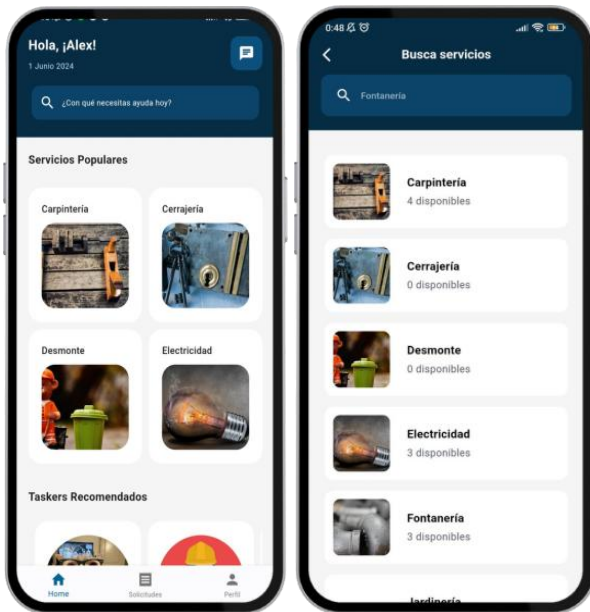 Hola, ¡Alex!
1 Junio 2024
¿Con qué necesitas ayuda hoy?
Servicios Populares
Carpintería
Cerrajería
Desmonte
Electricidad
Taskers Recomendados
Home
Solicitudes
Perfil
0:48
Busca servicios
Fontanería
Carpintería
4 disponibles
Cerrajería
0 disponibles
Desmonte
0 disponibles
Electricidad
3 disponibles
Fontanería
3 disponibles
Jardinería